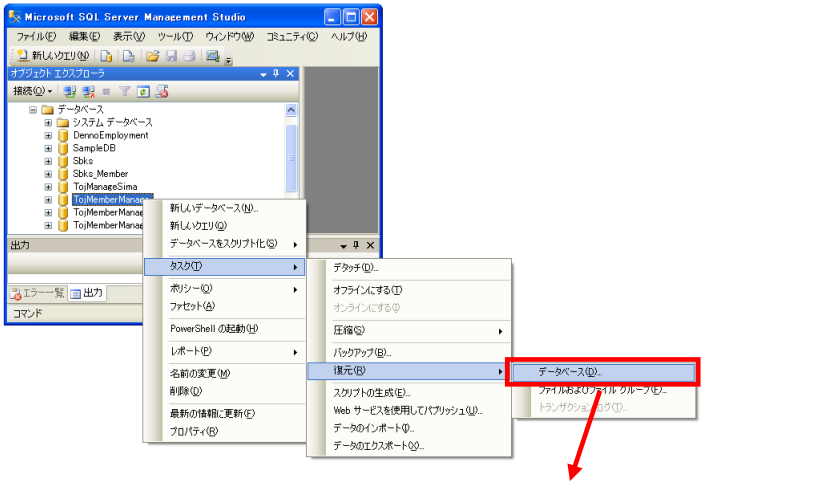 Microsoft SQL Server Management Studio
ファイル(F) 編集(E) 表示(V) ツール(T) ウィンドウ(W) コミュニティ(C) ヘルプ(H)
新しいクエリ(N)
オブジェクト エクスプローラ
接続(O)
データベース
システム データベース
DennoEmployment
SampleDB
Sbks
Sbks_Member
TojManageSima
TojMemberManage
TojMemberManage
TojMemberManage
出力
エラー一覧 出力
コマンド
新しいデータベース(N)...
新しいクエリ(Q)
データベースをスクリプト化(S)
タスク(T)
ポリシー(O)
ファセット(A)
PowerShell の起動(H)
レポート(P)
名前の変更(M)
削除(D)
最新の情報に更新(F)
プロパティ(R)
デタッチ(D)...
オフラインにする(T)
オンラインにする(I)
圧縮(S)
バックアップ(B)...
復元(R)
スクリプトの生成(E)...
Web サービスを使用してパブリッシュ(U)...
データのインポート(I)...
データのエクスポート(X)...
データベース(D)...
ファイルおよびファイル グループ(F)...
トランザクション ログ(T)...